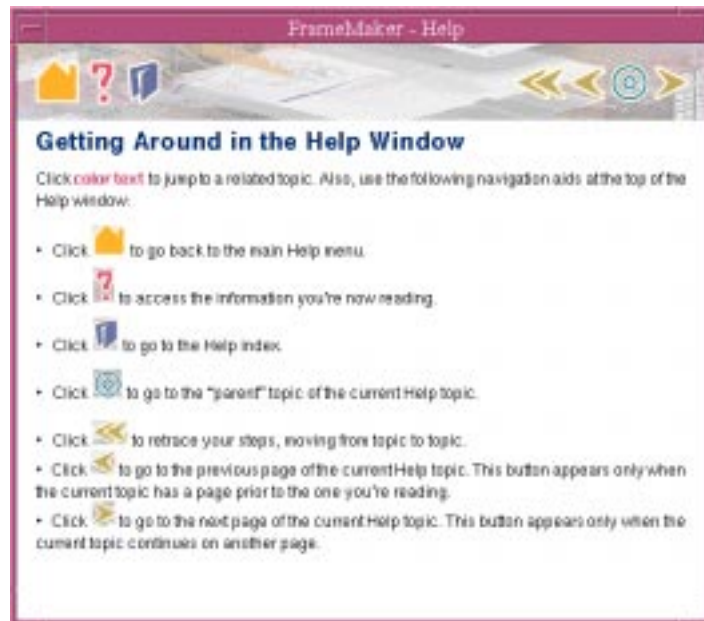 FrameMaker - Help
Getting Around in the Help Window
Click color text to jump to a related topic. Also, use the following navigation aids at the top of the
Help window:
• Click to go back to the main Help menu.
• Click to access the information you're now reading.
• Click to go to the Help index.
• Click to go to the "parent" topic of the current Help topic.
• Click to retrace your steps, moving from topic to topic.
• Click to go to the previous page of the current Help topic. This button appears only when
the current topic has a page prior to the one you're reading.
• Click to go to the next page of the current Help topic. This button appears only when the
current topic continues on another page.